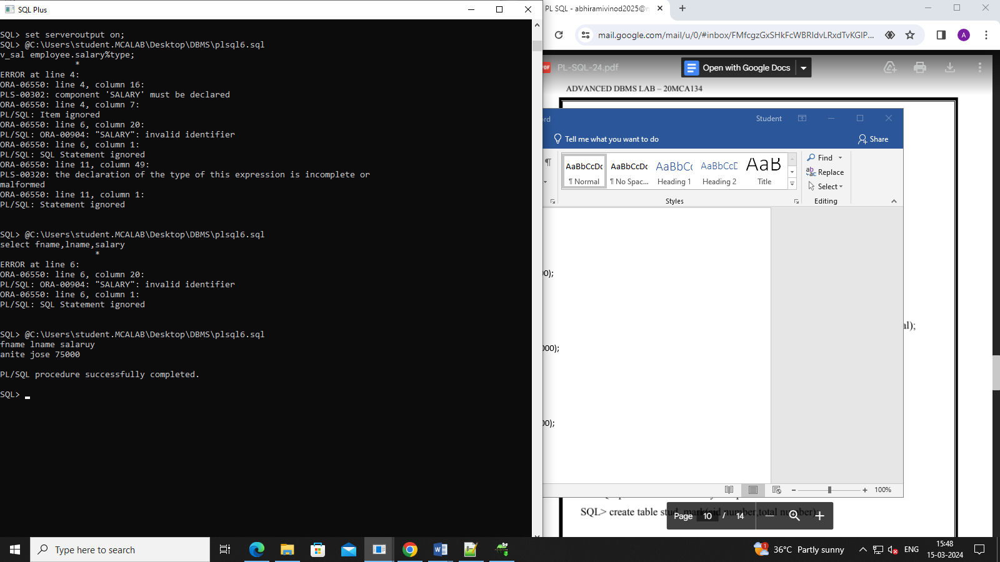 SQL Plus
SQL> set serveroutput on;
SQL> @C:\Users\student.MCALAB\Desktop\DBMS\plsql6.sql
v_sal employee.salary%type;
*
ERROR at line 4:
ORA-06550: line 4, column 16:
PLS-00302: component 'SALARY' must be declared
ORA-06550: line 4, column 7:
PL/SQL: Item ignored
ORA-06550: line 6, column 20:
PL/SQL: ORA-00904: "SALARY": invalid identifier
ORA-06550: line 6, column 1:
PL/SQL: SQL Statement ignored
ORA-06550: line 11, column 49:
PLS-00320: the declaration of the type of this expression is incomplete or
malformed
ORA-06550: line 11, column 1:
PL/SQL: Statement ignored
SQL> @C:\Users\student.MCALAB\Desktop\DBMS\plsql6.sql
select fname,lname,salary
*
ERROR at line 6:
ORA-06550: line 6, column 20:
PL/SQL: ORA-00904: "SALARY": invalid identifier
ORA-06550: line 6, column 1:
PL/SQL: SQL Statement ignored
SQL> @C:\Users\student.MCALAB\Desktop\DBMS\plsql6.sql
fname lname salaruy
anite jose 75000
PL/SQL procedure successfully completed.
SQL>
PL SQL - abhiramivinod2025@
mail.google.com/mail/u/0/#inbox/FMfcgzGxSHkFcWBRIdvLRxdTvKGlP...
A
PL-SQL-24.pdf
Open with Google Docs
ADVANCED DBMS LAB – 20MCA134
Student
Tell me what you want to do
Share
AaBbCcDc AaBbCcDc AaBbC( AaBbCcC AaB
¶ Normal ¶ No Spac... Heading 1 Heading 2 Title
Styles
Find
Replace
Select
Editing
00);
al);
000);
00);
100%
SQL> create table stud_mark(sid number,total number);
Page 10 / 14
Type here to search
1
36°C Partly sunny
ENG
15:48
15-03-2024